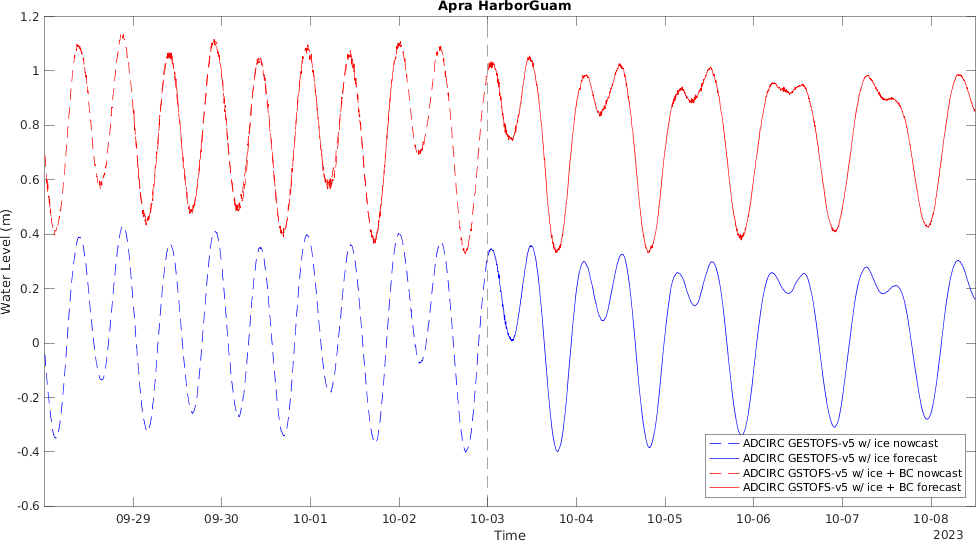 Apra HarborGuam
1.2
1
0.8
0.6
0.4
0.2
0
-0.2
-0.4
-0.6
Water Level (m)
ADCIRC GESTOFS-v5 w/ ice nowcast
ADCIRC GESTOFS-v5 w/ ice forecast
ADCIRC GSTOFS-v5 w/ ice + BC nowcast
ADCIRC GSTOFS-v5 w/ ice + BC forecast
09-29 09-30 10-01 10-02 10-03 10-04 10-05 10-06 10-07 10-08
Time
2023